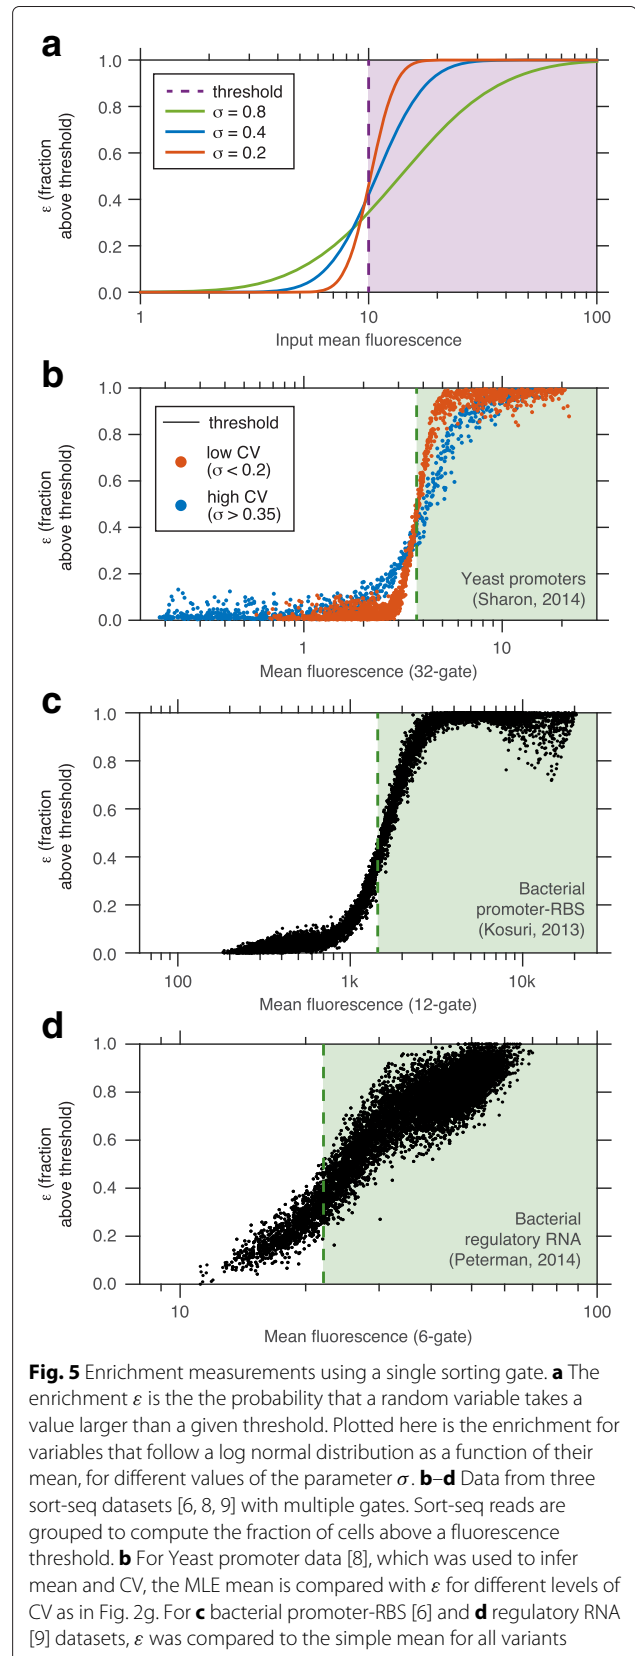 a
ε (fraction
above threshold)
1.0
0.8
0.6
0.4
0.2
0.0
threshold
σ = 0.8
σ = 0.4
σ = 0.2
1
10
100
Input mean fluorescence
b
ε (fraction
above threshold)
1.0
0.8
0.6
0.4
0.2
0.0
threshold
low CV
(σ < 0.2)
high CV
(σ > 0.35)
Yeast promoters
(Sharon, 2014)
1
10
Mean fluorescence (32-gate)
c
ε (fraction
above threshold)
1.0
0.8
0.6
0.4
0.2
0.0
Bacterial
promoter-RBS
(Kosuri, 2013)
100
1k
10k
Mean fluorescence (12-gate)
d
ε (fraction
above threshold)
1.0
0.8
0.6
0.4
0.2
0.0
Bacterial
regulatory RNA
(Peterman, 2014)
10
100
Mean fluorescence (6-gate)
Fig. 5 Enrichment measurements using a single sorting gate. a The
enrichment ε is the the probability that a random variable takes a
value larger than a given threshold. Plotted here is the enrichment for
variables that follow a log normal distribution as a function of their
mean, for different values of the parameter σ. b–d Data from three
sort-seq datasets [6, 8, 9] with multiple gates. Sort-seq reads are
grouped to compute the fraction of cells above a fluorescence
threshold. b For Yeast promoter data [8], which was used to infer
mean and CV, the MLE mean is compared with ε for different levels of
CV as in Fig. 2g. For c bacterial promoter-RBS [6] and d regulatory RNA
[9] datasets, ε was compared to the simple mean for all variants